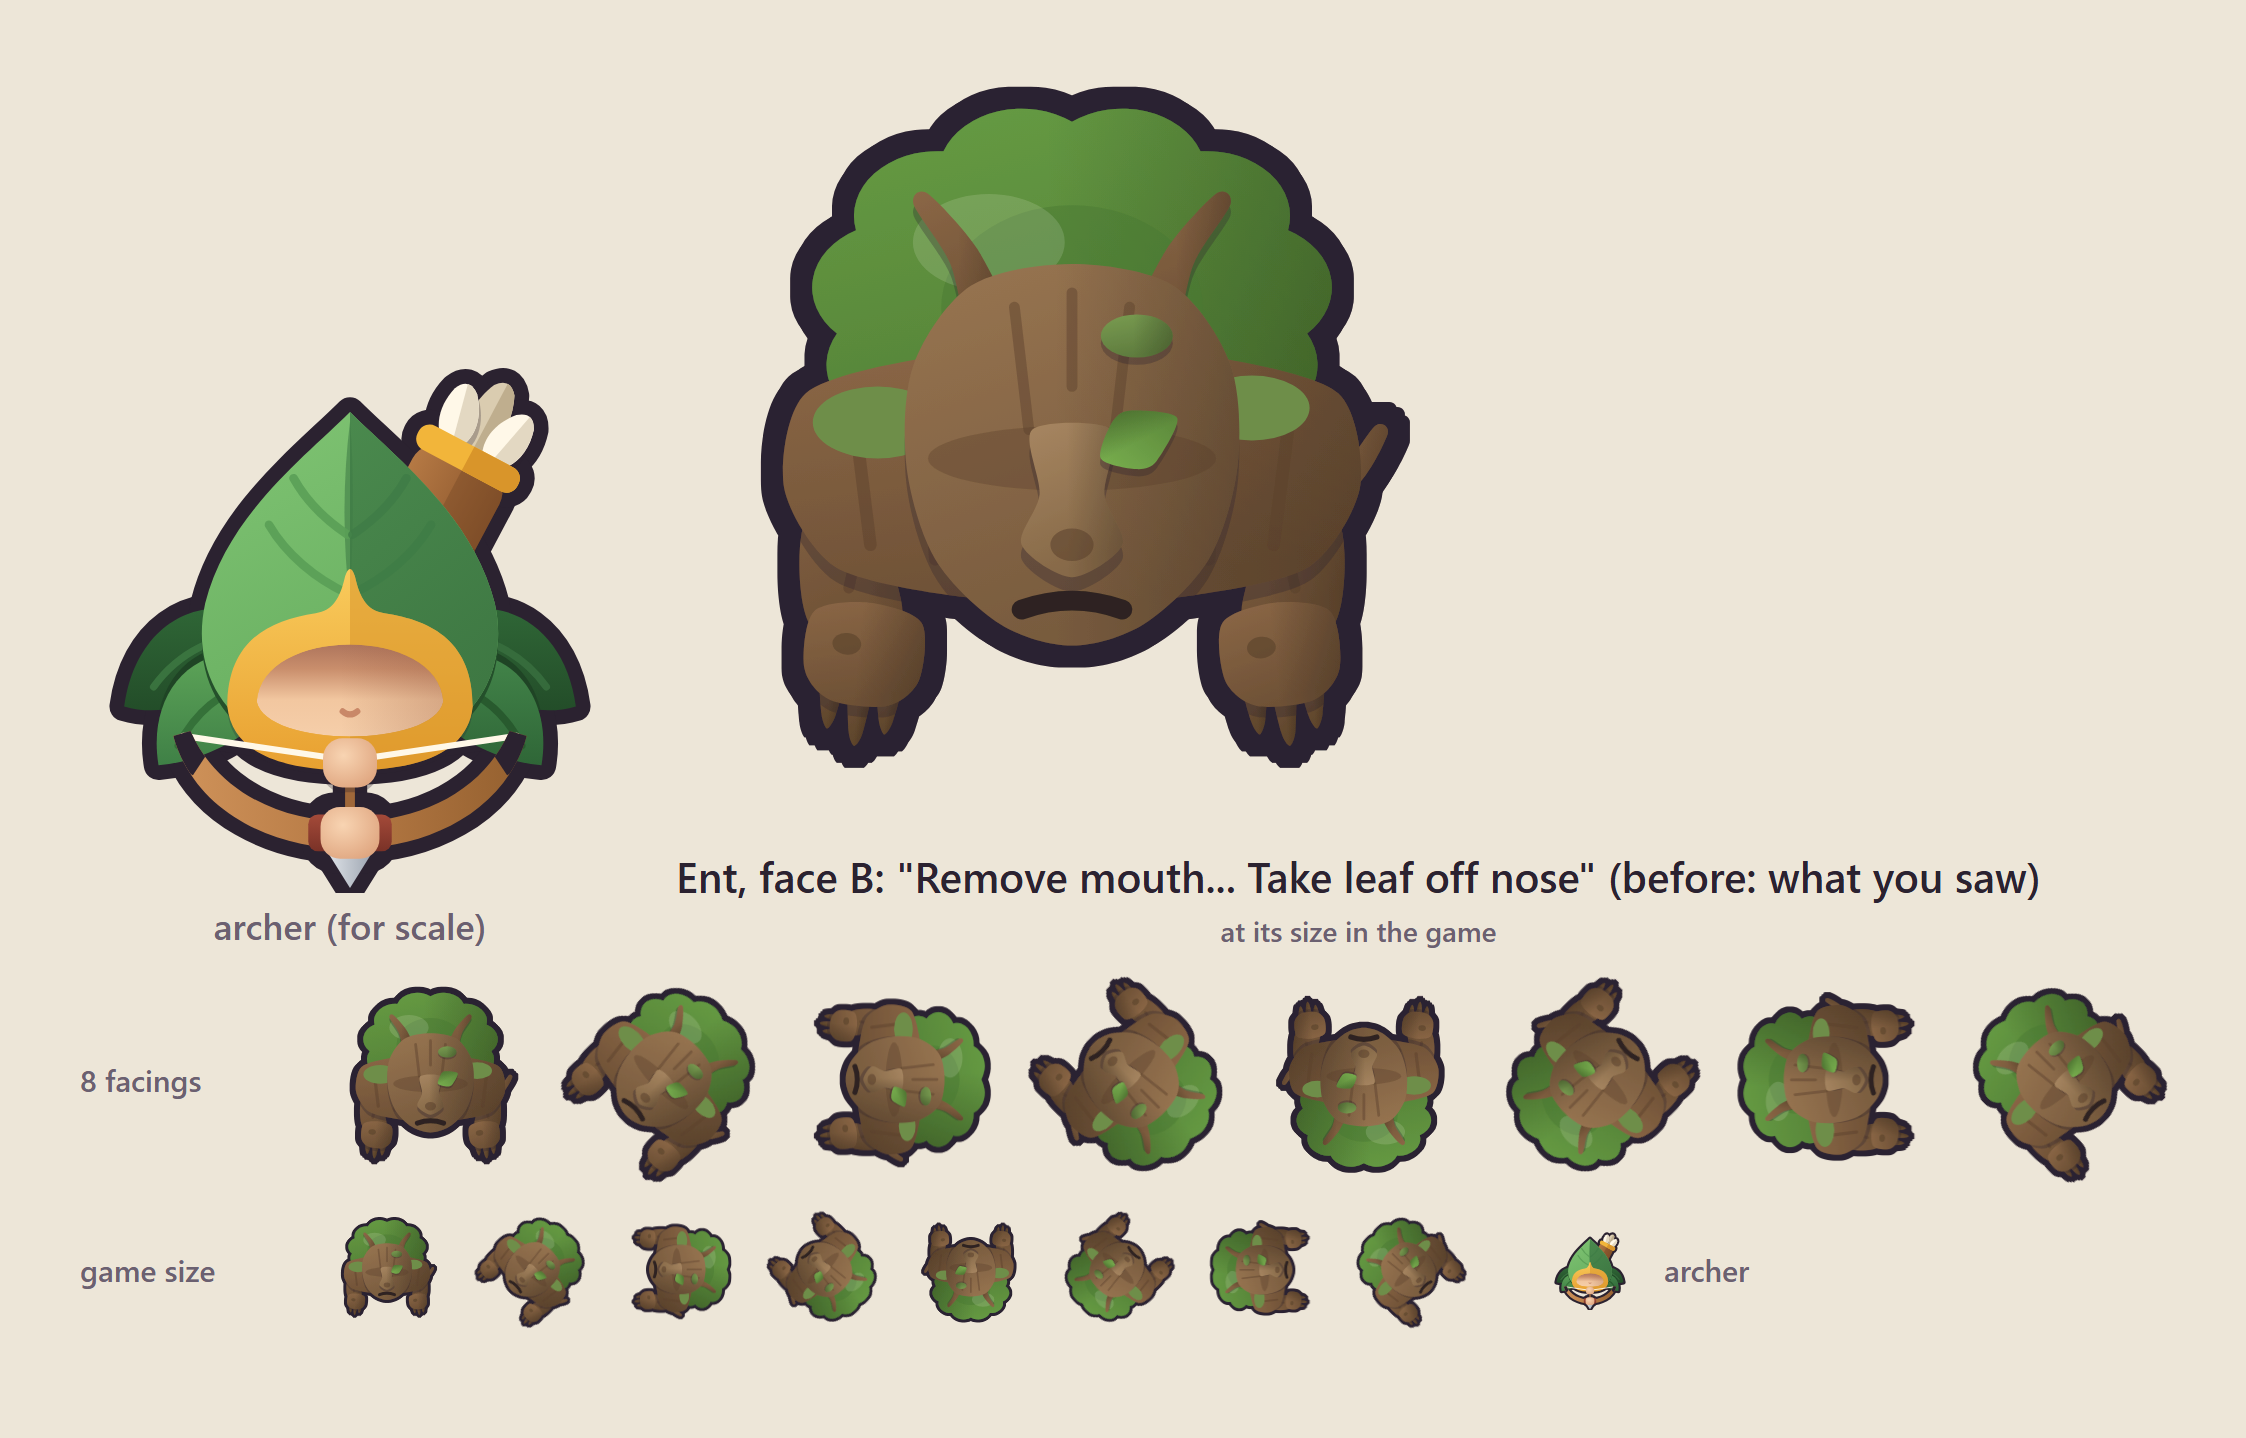 Ent, face B: "Remove mouth... Take leaf off nose" (before: what you saw)
archer (for scale)
at its size in the game
8 facings
game size
archer